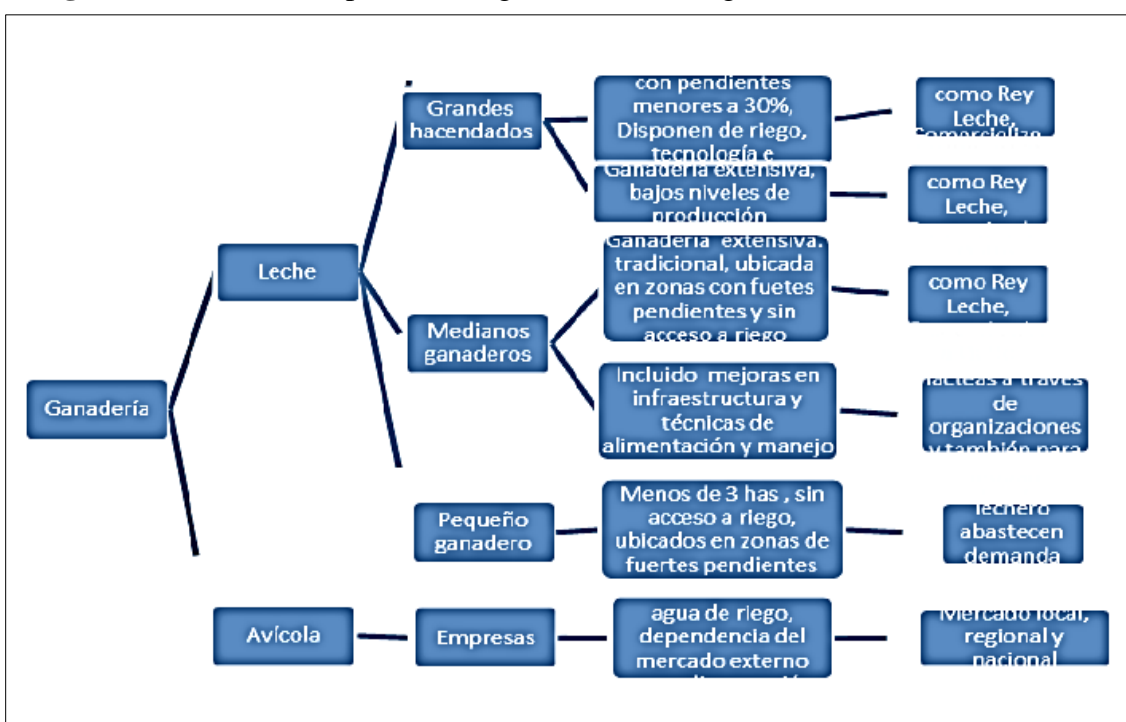 Ganadería
Leche
Grandes
hacendados
con pendientes
menores a 30%,
Disponen de riego,
tecnología e
como Rey
Leche,
Ganadería extensiva,
bajos niveles de
producción
como Rey
Leche,
Medianos
ganaderos
Ganadería extensiva.
tradicional, ubicada
en zonas con fuetes
pendientes y sin
acceso a riego
como Rey
Leche,
Incluido mejoras en
infraestructura y
técnicas de
alimentación y manejo
lácteas a través
de
organizaciones
y también para
Pequeño
ganadero
Menos de 3 has , sin
acceso a riego,
ubicados en zonas de
fuertes pendientes
lechero
abastecen
demanda
Avícola
Empresas
agua de riego,
dependencia del
mercado externo
Mercado local,
regional y
nacional